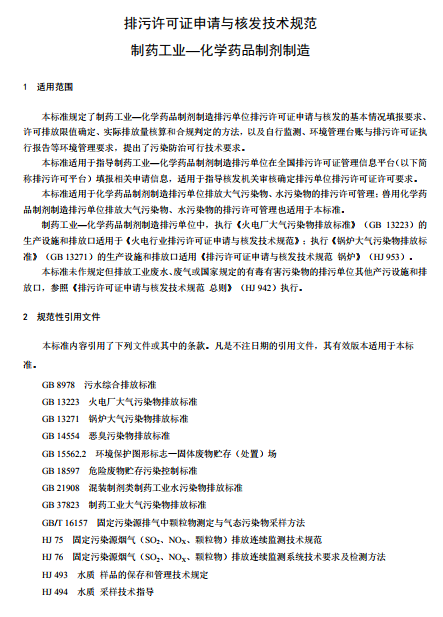 排污许可证申请与核发技术规范
制药工业—化学药品制剂制造
1 适用范围
本标准规定了制药工业—化学药品制剂制造排污单位排污许可证申请与核发的基本情况填报要求、
许可排放限值确定、实际排放量核算和合规判定的方法，以及自行监测、环境管理台账与排污许可证执
行报告等环境管理要求，提出了污染防治可行技术要求。
本标准适用于指导制药工业—化学药品制剂制造排污单位在全国排污许可证管理信息平台（以下简
称排污许可平台）填报相关申请信息，适用于指导核发机关审核确定排污单位排污许可证许可要求。
本标准适用于化学药品制剂制造排污单位排放大气污染物、水污染物的排污许可管理；兽用化学药
品制剂制造排污单位排放大气污染物、水污染物的排污许可管理也适用于本标准。
制药工业—化学药品制剂制造排污单位中，执行《火电厂大气污染物排放标准》（GB 13223）的
生产设施和排放口适用于《火电行业排污许可证申请与核发技术规范》；执行《锅炉大气污染物排放标
准》（GB 13271）的生产设施和排放口适用《排污许可证申请与核发技术规范 锅炉》（HJ 953）。
本标准未作规定但排放工业废水、废气或国家规定的有毒有害污染物的排污单位其他产污设施和排
放口，参照《排污许可证申请与核发技术规范 总则》（HJ 942）执行。
2 规范性引用文件
本标准内容引用了下列文件或其中的条款。凡是不注日期的引用文件，其有效版本适用于本标
准。
GB 8978 污水综合排放标准
GB 13223 火电厂大气污染物排放标准
GB 13271 锅炉大气污染物排放标准
GB 14554 恶臭污染物排放标准
GB 15562.2 环境保护图形标志—固体废物贮存（处置）场
GB 18597 危险废物贮存污染控制标准
GB 21908 混装制剂类制药工业水污染物排放标准
GB 37823 制药工业大气污染物排放标准
GB/T 16157 固定污染源排气中颗粒物测定与气态污染物采样方法
HJ 75 固定污染源烟气（SO₂、NOX、颗粒物）排放连续监测技术规范
HJ 76 固定污染源烟气（SO₂、NOX、颗粒物）排放连续监测系统技术要求及检测方法
HJ 493 水质 样品的保存和管理技术规定
HJ 494 水质 采样技术指导